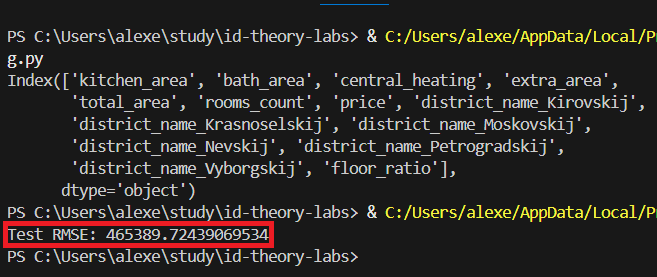 PS C:\Users\alexe\study\id-theory-labs> & C:/Users/alexe/AppData/Local/P
g.py
Index(['kitchen_area', 'bath_area', 'central_heating', 'extra_area',
'total_area', 'rooms_count', 'price', 'district_name_Kirovskij',
'district_name_Krasnoselskij', 'district_name_Moskovskij',
'district_name_Nevskij', 'district_name_Petrogradskij',
'district_name_Vyborgskij', 'floor_ratio'],
dtype='object')
PS C:\Users\alexe\study\id-theory-labs> & C:/Users/alexe/AppData/Local/P
Test RMSE: 465389.72439069534
PS C:\Users\alexe\study\id-theory-labs>